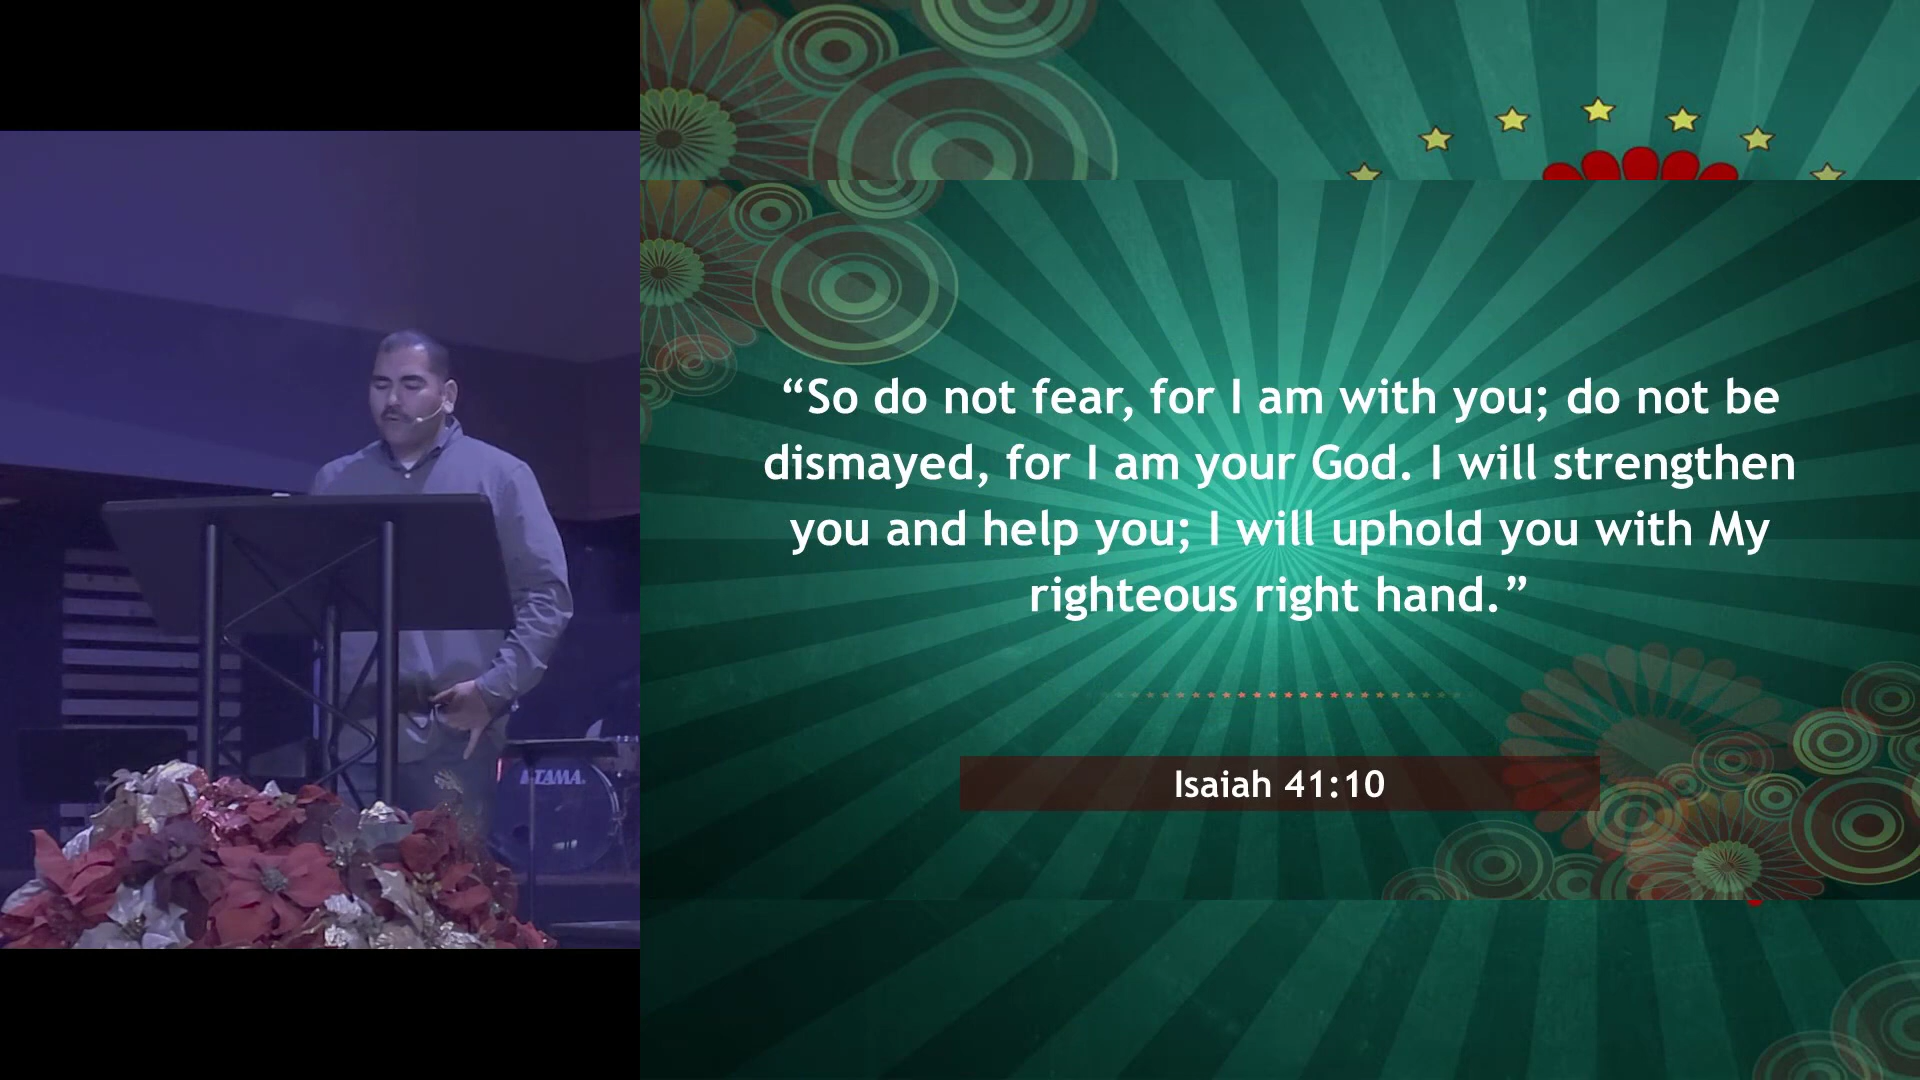 “So do not fear, for I am with you; do not be
dismayed, for I am your God. I will strengthen
you and help you; I will uphold you with My
righteous right hand.”
Isaiah 41:10
TAMA